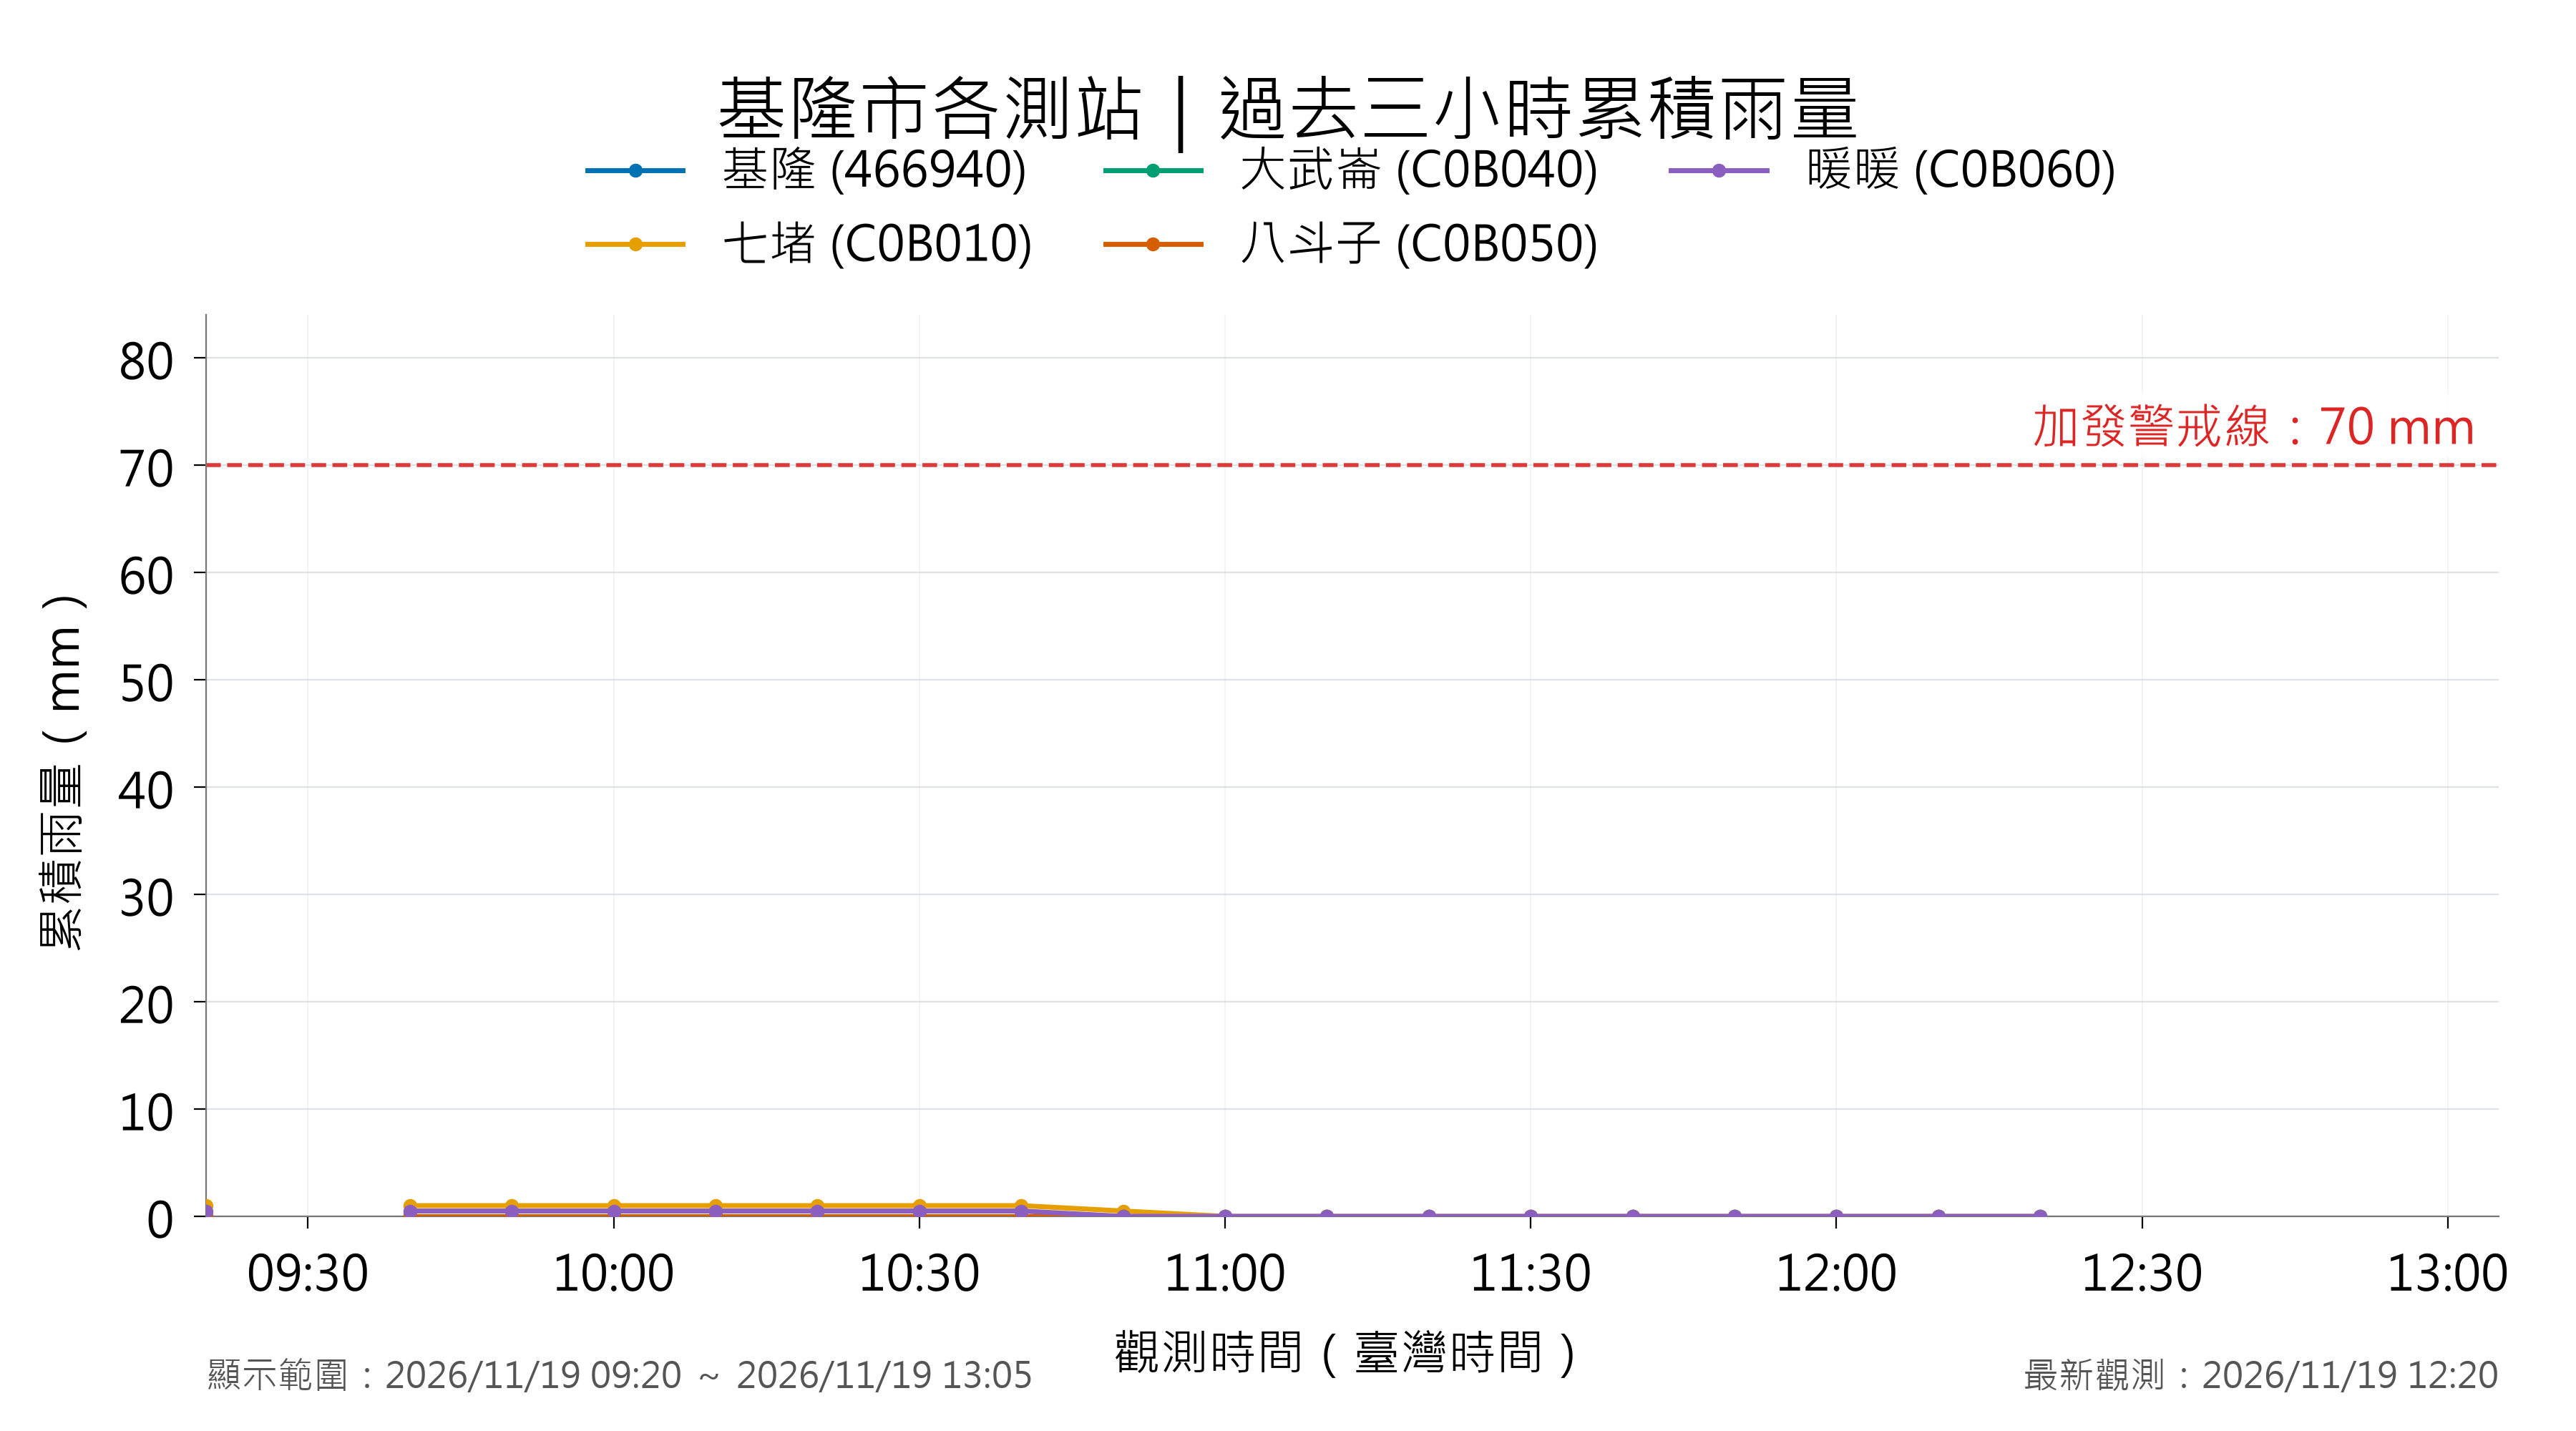 基隆市各測站｜過去三小時累積雨量
基隆 (466940)
大武崙 (C0B040)
暖暖 (C0B060)
七堵 (C0B010)
八斗子 (C0B050)
累積雨量（mm）
80
70
60
50
40
30
20
10
0
加發警戒線：70 mm
09:30 10:00 10:30 11:00 11:30 12:00 12:30 13:00
觀測時間（臺灣時間）
顯示範圍：2026/11/19 09:20 ~ 2026/11/19 13:05
最新觀測：2026/11/19 12:20